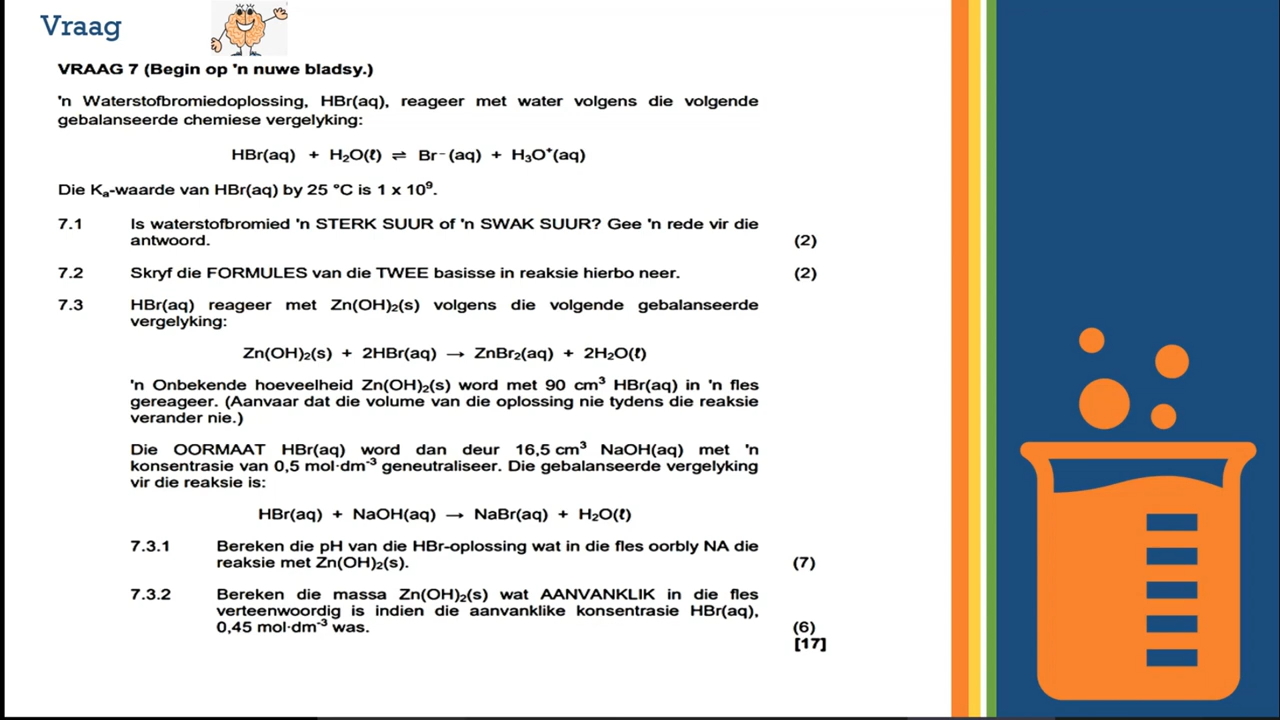 Vraag
VRAAG 7 (Begin op 'n nuwe bladsy.)
'n Waterstofbromiedoplossing, HBr(aq), reageer met water volgens die volgende
gebalanseerde chemiese vergelyking:
HBr(aq) + H₂O(ℓ) ⇌ Br⁻(aq) + H₃O⁺(aq)
Die Kₐ-waarde van HBr(aq) by 25 °C is 1 x 10⁹.
7.1 Is waterstofbromied 'n STERK SUUR of 'n SWAK SUUR? Gee 'n rede vir die
antwoord. (2)
7.2 Skryf die FORMULES van die TWEE basisse in reaksie hierbo neer. (2)
7.3 HBr(aq) reageer met Zn(OH)₂(s) volgens die volgende gebalanseerde
vergelyking:
Zn(OH)₂(s) + 2HBr(aq) → ZnBr₂(aq) + 2H₂O(ℓ)
'n Onbekende hoeveelheid Zn(OH)₂(s) word met 90 cm³ HBr(aq) in 'n fles
gereageer. (Aanvaar dat die volume van die oplossing nie tydens die reaksie
verander nie.)
Die OORMAAT HBr(aq) word dan deur 16,5 cm³ NaOH(aq) met 'n
konsentrasie van 0,5 mol·dm⁻³ geneutraliseer. Die gebalanseerde vergelyking
vir die reaksie is:
HBr(aq) + NaOH(aq) → NaBr(aq) + H₂O(ℓ)
7.3.1 Bereken die pH van die HBr-oplossing wat in die fles oorbly NA die
reaksie met Zn(OH)₂(s). (7)
7.3.2 Bereken die massa Zn(OH)₂(s) wat AANVANKLIK in die fles
verteenwoordig is indien die aanvanklike konsentrasie HBr(aq),
0,45 mol·dm⁻³ was. (6)
[17]